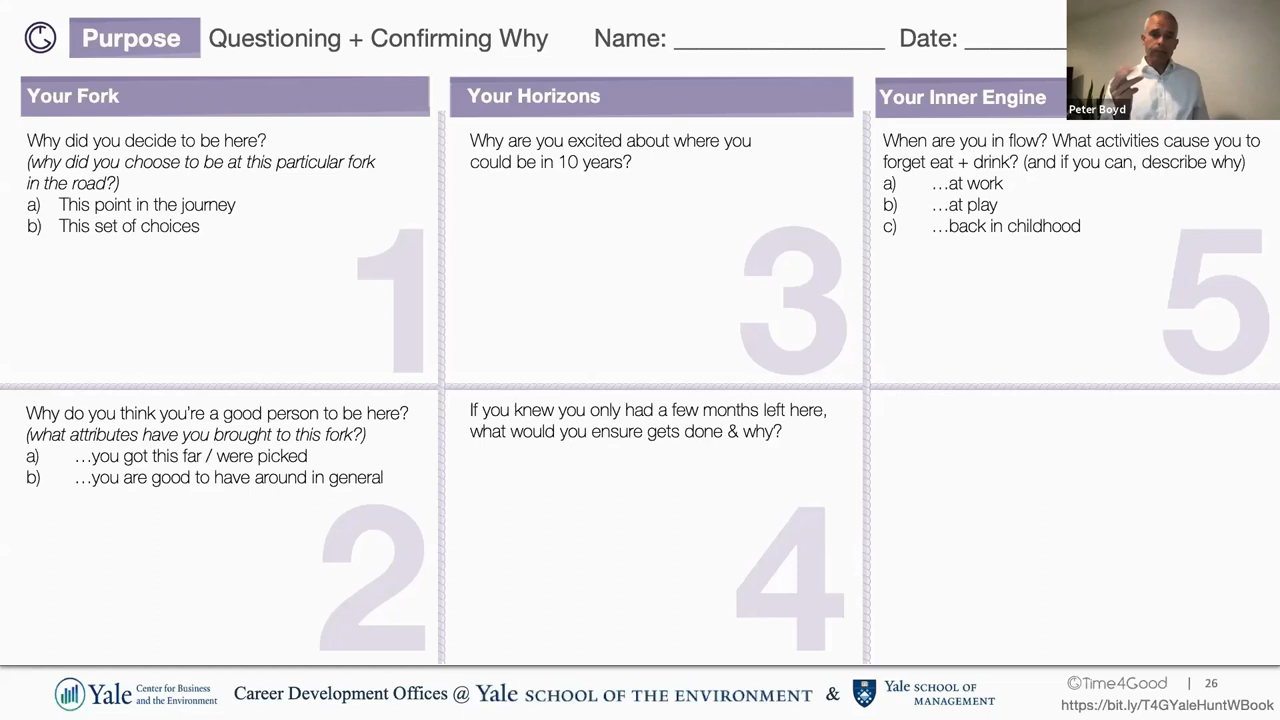 Purpose Questioning + Confirming Why Name: ________________ Date: ________
Peter Boyd
Your Fork
Why did you decide to be here?
(why did you choose to be at this particular fork
in the road?)
a) This point in the journey
b) This set of choices
1
Why do you think you're a good person to be here?
(what attributes have you brought to this fork?)
a) …you got this far / were picked
b) …you are good to have around in general
2
Your Horizons
Why are you excited about where you
could be in 10 years?
3
If you knew you only had a few months left here,
what would you ensure gets done & why?
4
Your Inner Engine
When are you in flow? What activities cause you to
forget eat + drink? (and if you can, describe why)
a) …at work
b) …at play
c) …back in childhood
5
Yale Center for Business
and the Environment
Career Development Offices @ Yale SCHOOL OF THE ENVIRONMENT & Yale SCHOOL OF
MANAGEMENT
©Time4Good | 26
https://bit.ly/T4GYaleHuntWBook